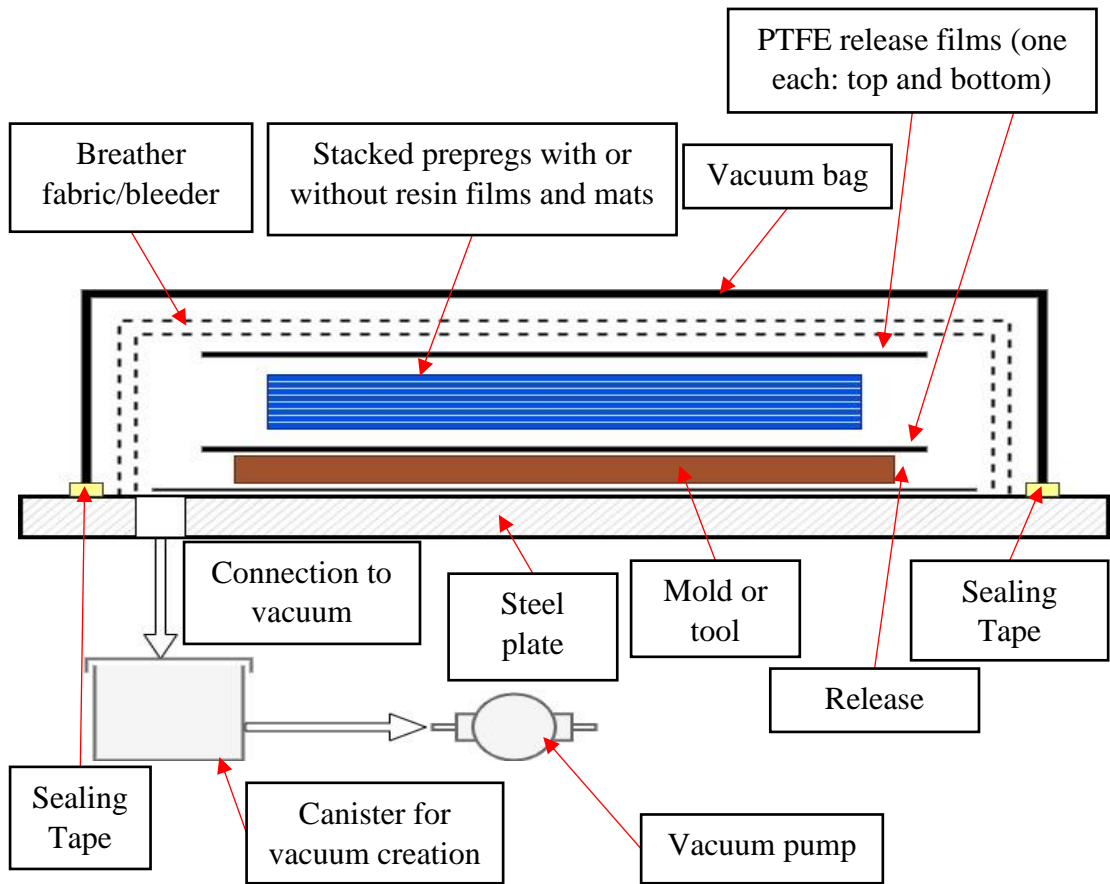 PTFE release films (one
each: top and bottom)
Breather
fabric/bleeder
Stacked prepregs with or
without resin films and mats
Vacuum bag
Connection to
vacuum
Steel
plate
Mold or
tool
Sealing
Tape
Release
Sealing
Tape
Canister for
vacuum creation
Vacuum pump